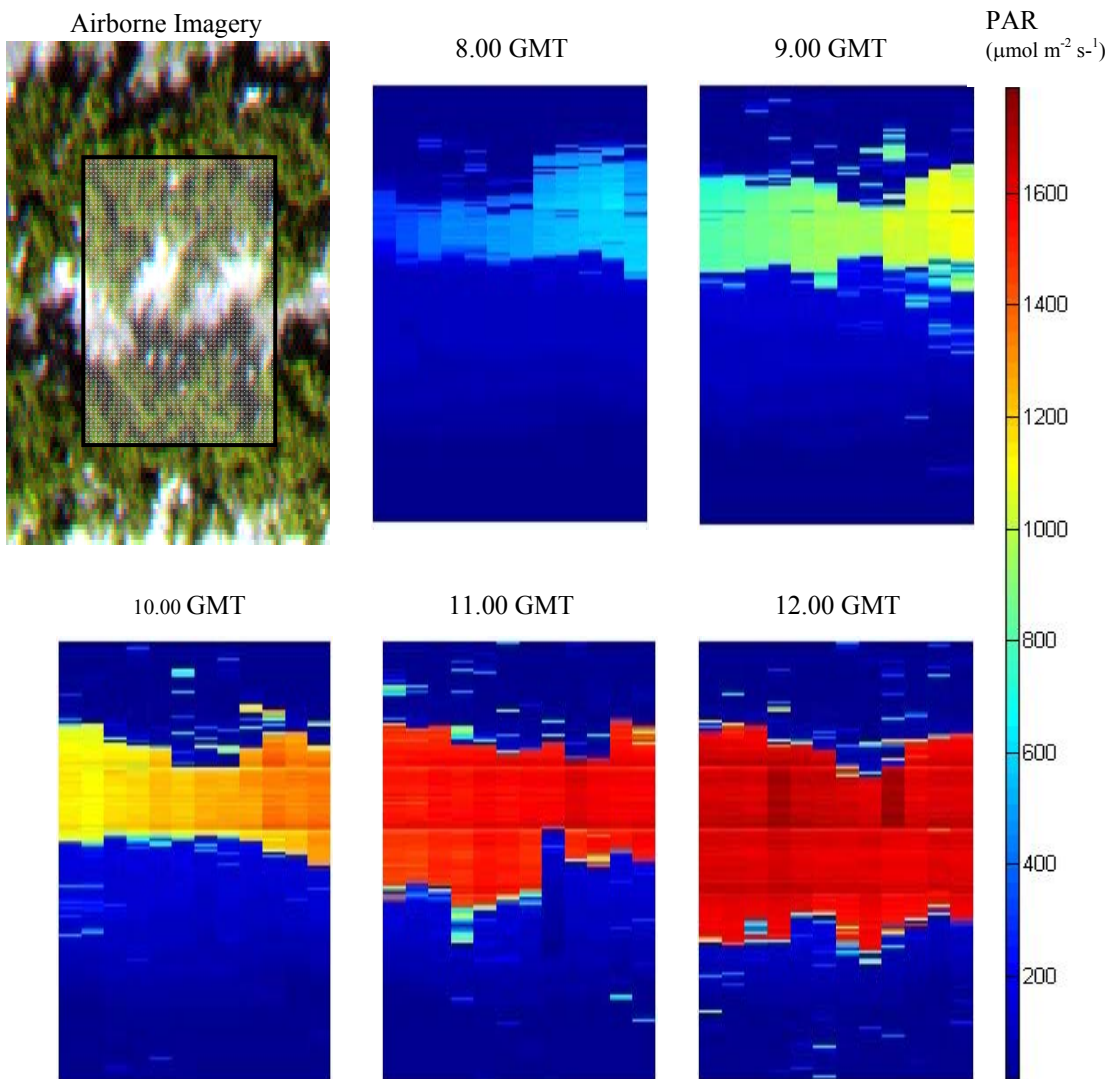 Airborne Imagery
8.00 GMT
9.00 GMT
PAR
(μmol m⁻² s-¹)
1600
1400
1200
1000
800
600
400
200
10.00 GMT
11.00 GMT
12.00 GMT